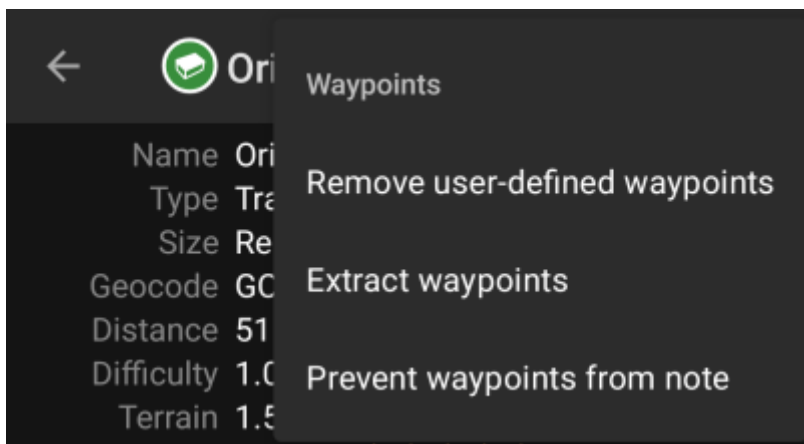 Ori
Waypoints
Name Ori
Remove user-defined waypoints
Type Tra
Size Re
Geocode GC
Extract waypoints
Distance 51
Difficulty 1.0
Prevent waypoints from note
Terrain 1.5